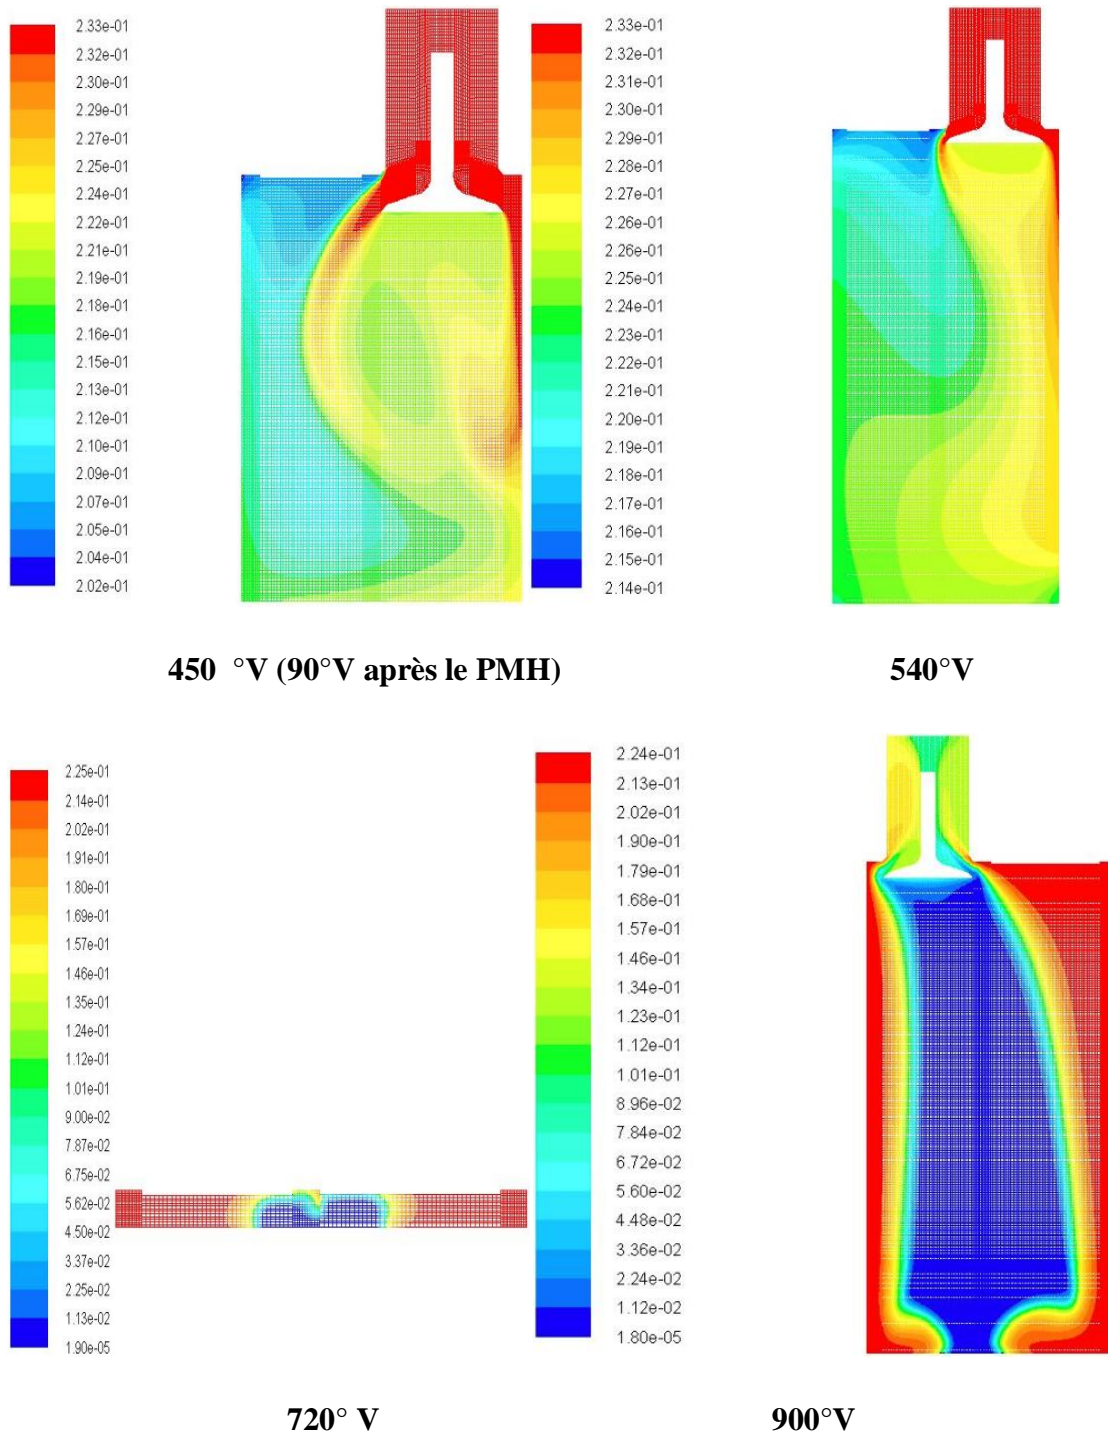 2.33e-01
2.32e-01
2.30e-01
2.29e-01
2.27e-01
2.25e-01
2.24e-01
2.22e-01
2.21e-01
2.19e-01
2.18e-01
2.16e-01
2.15e-01
2.13e-01
2.12e-01
2.10e-01
2.09e-01
2.07e-01
2.05e-01
2.04e-01
2.02e-01
2.33e-01
2.32e-01
2.31e-01
2.30e-01
2.29e-01
2.28e-01
2.27e-01
2.26e-01
2.26e-01
2.25e-01
2.24e-01
2.23e-01
2.22e-01
2.21e-01
2.20e-01
2.19e-01
2.18e-01
2.17e-01
2.16e-01
2.15e-01
2.14e-01
450 °V (90°V après le PMH)
540°V
2.25e-01
2.14e-01
2.02e-01
1.91e-01
1.80e-01
1.69e-01
1.57e-01
1.46e-01
1.35e-01
1.24e-01
1.12e-01
1.01e-01
9.00e-02
7.87e-02
6.75e-02
5.62e-02
4.50e-02
3.37e-02
2.25e-02
1.13e-02
1.90e-05
2.24e-01
2.13e-01
2.02e-01
1.90e-01
1.79e-01
1.68e-01
1.57e-01
1.46e-01
1.34e-01
1.23e-01
1.12e-01
1.01e-01
8.96e-02
7.84e-02
6.72e-02
5.60e-02
4.48e-02
3.36e-02
2.24e-02
1.12e-02
1.80e-05
720° V
900°V